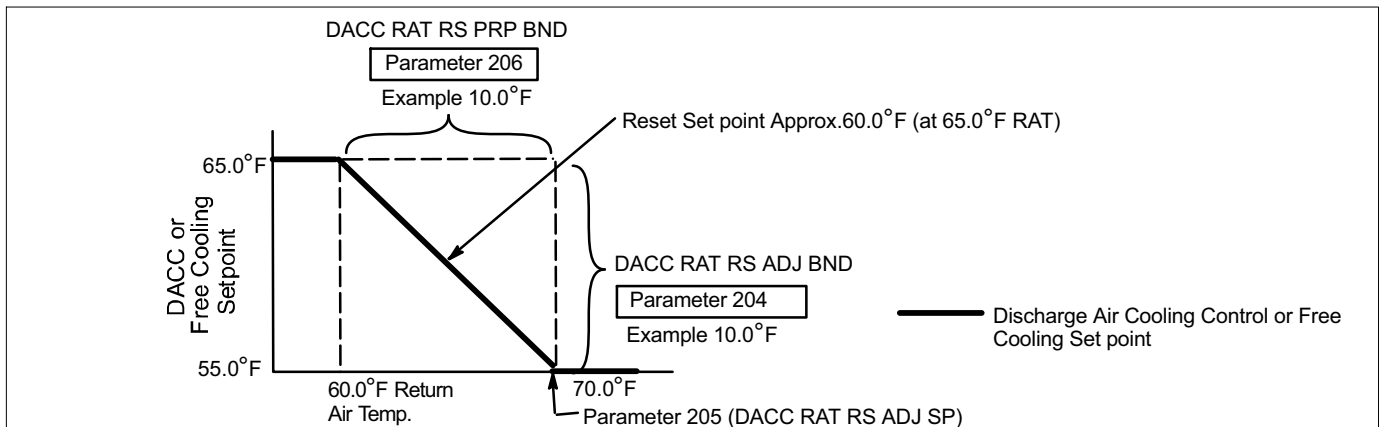 DACC RAT RS PRP BND
Parameter 206
Example 10.0°F
Reset Set point Approx.60.0°F (at 65.0°F RAT)
65.0°F
DACC or
Free Cooling
Setpoint
DACC RAT RS ADJ BND
Parameter 204
Example 10.0°F
Discharge Air Cooling Control or Free
Cooling Set point
55.0°F
60.0°F Return
Air Temp.
70.0°F
Parameter 205 (DACC RAT RS ADJ SP)